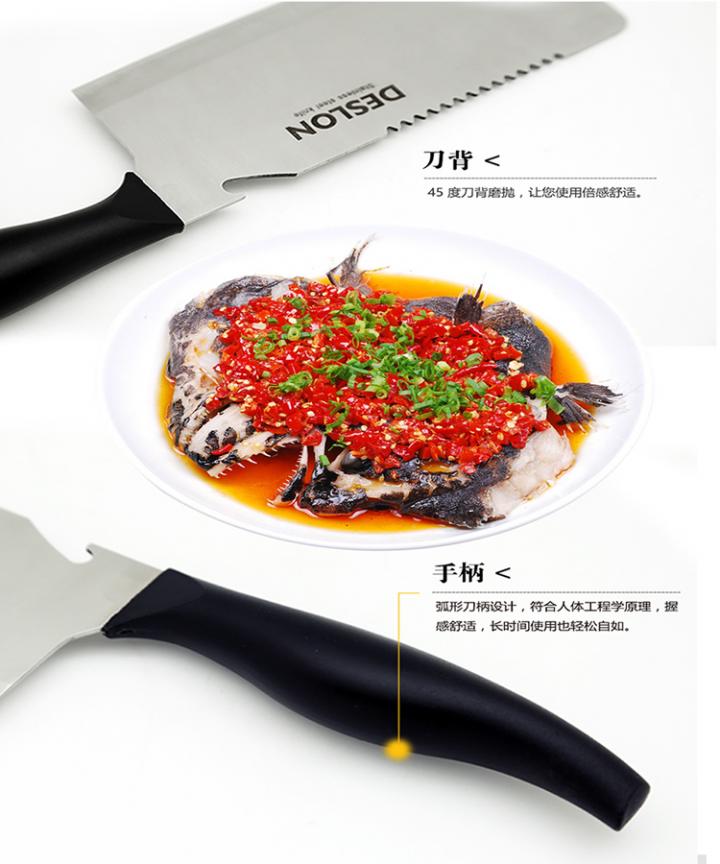 DESLON
Stainless steel knife
刀背 <
45 度刀背磨抛，让您使用倍感舒适。
手柄 <
弧形刀柄设计，符合人体工程学原理，握
感舒适，长时间使用也轻松自如。